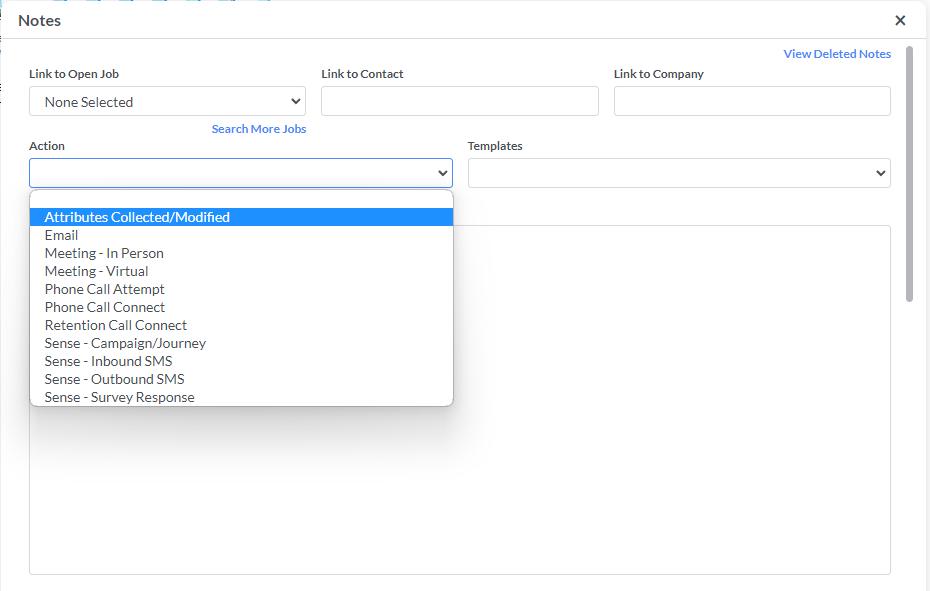 Notes
×
View Deleted Notes
Link to Open Job
Link to Contact
Link to Company
None Selected
Search More Jobs
Action
Templates
Attributes Collected/Modified
Email
Meeting - In Person
Meeting - Virtual
Phone Call Attempt
Phone Call Connect
Retention Call Connect
Sense - Campaign/Journey
Sense - Inbound SMS
Sense - Outbound SMS
Sense - Survey Response